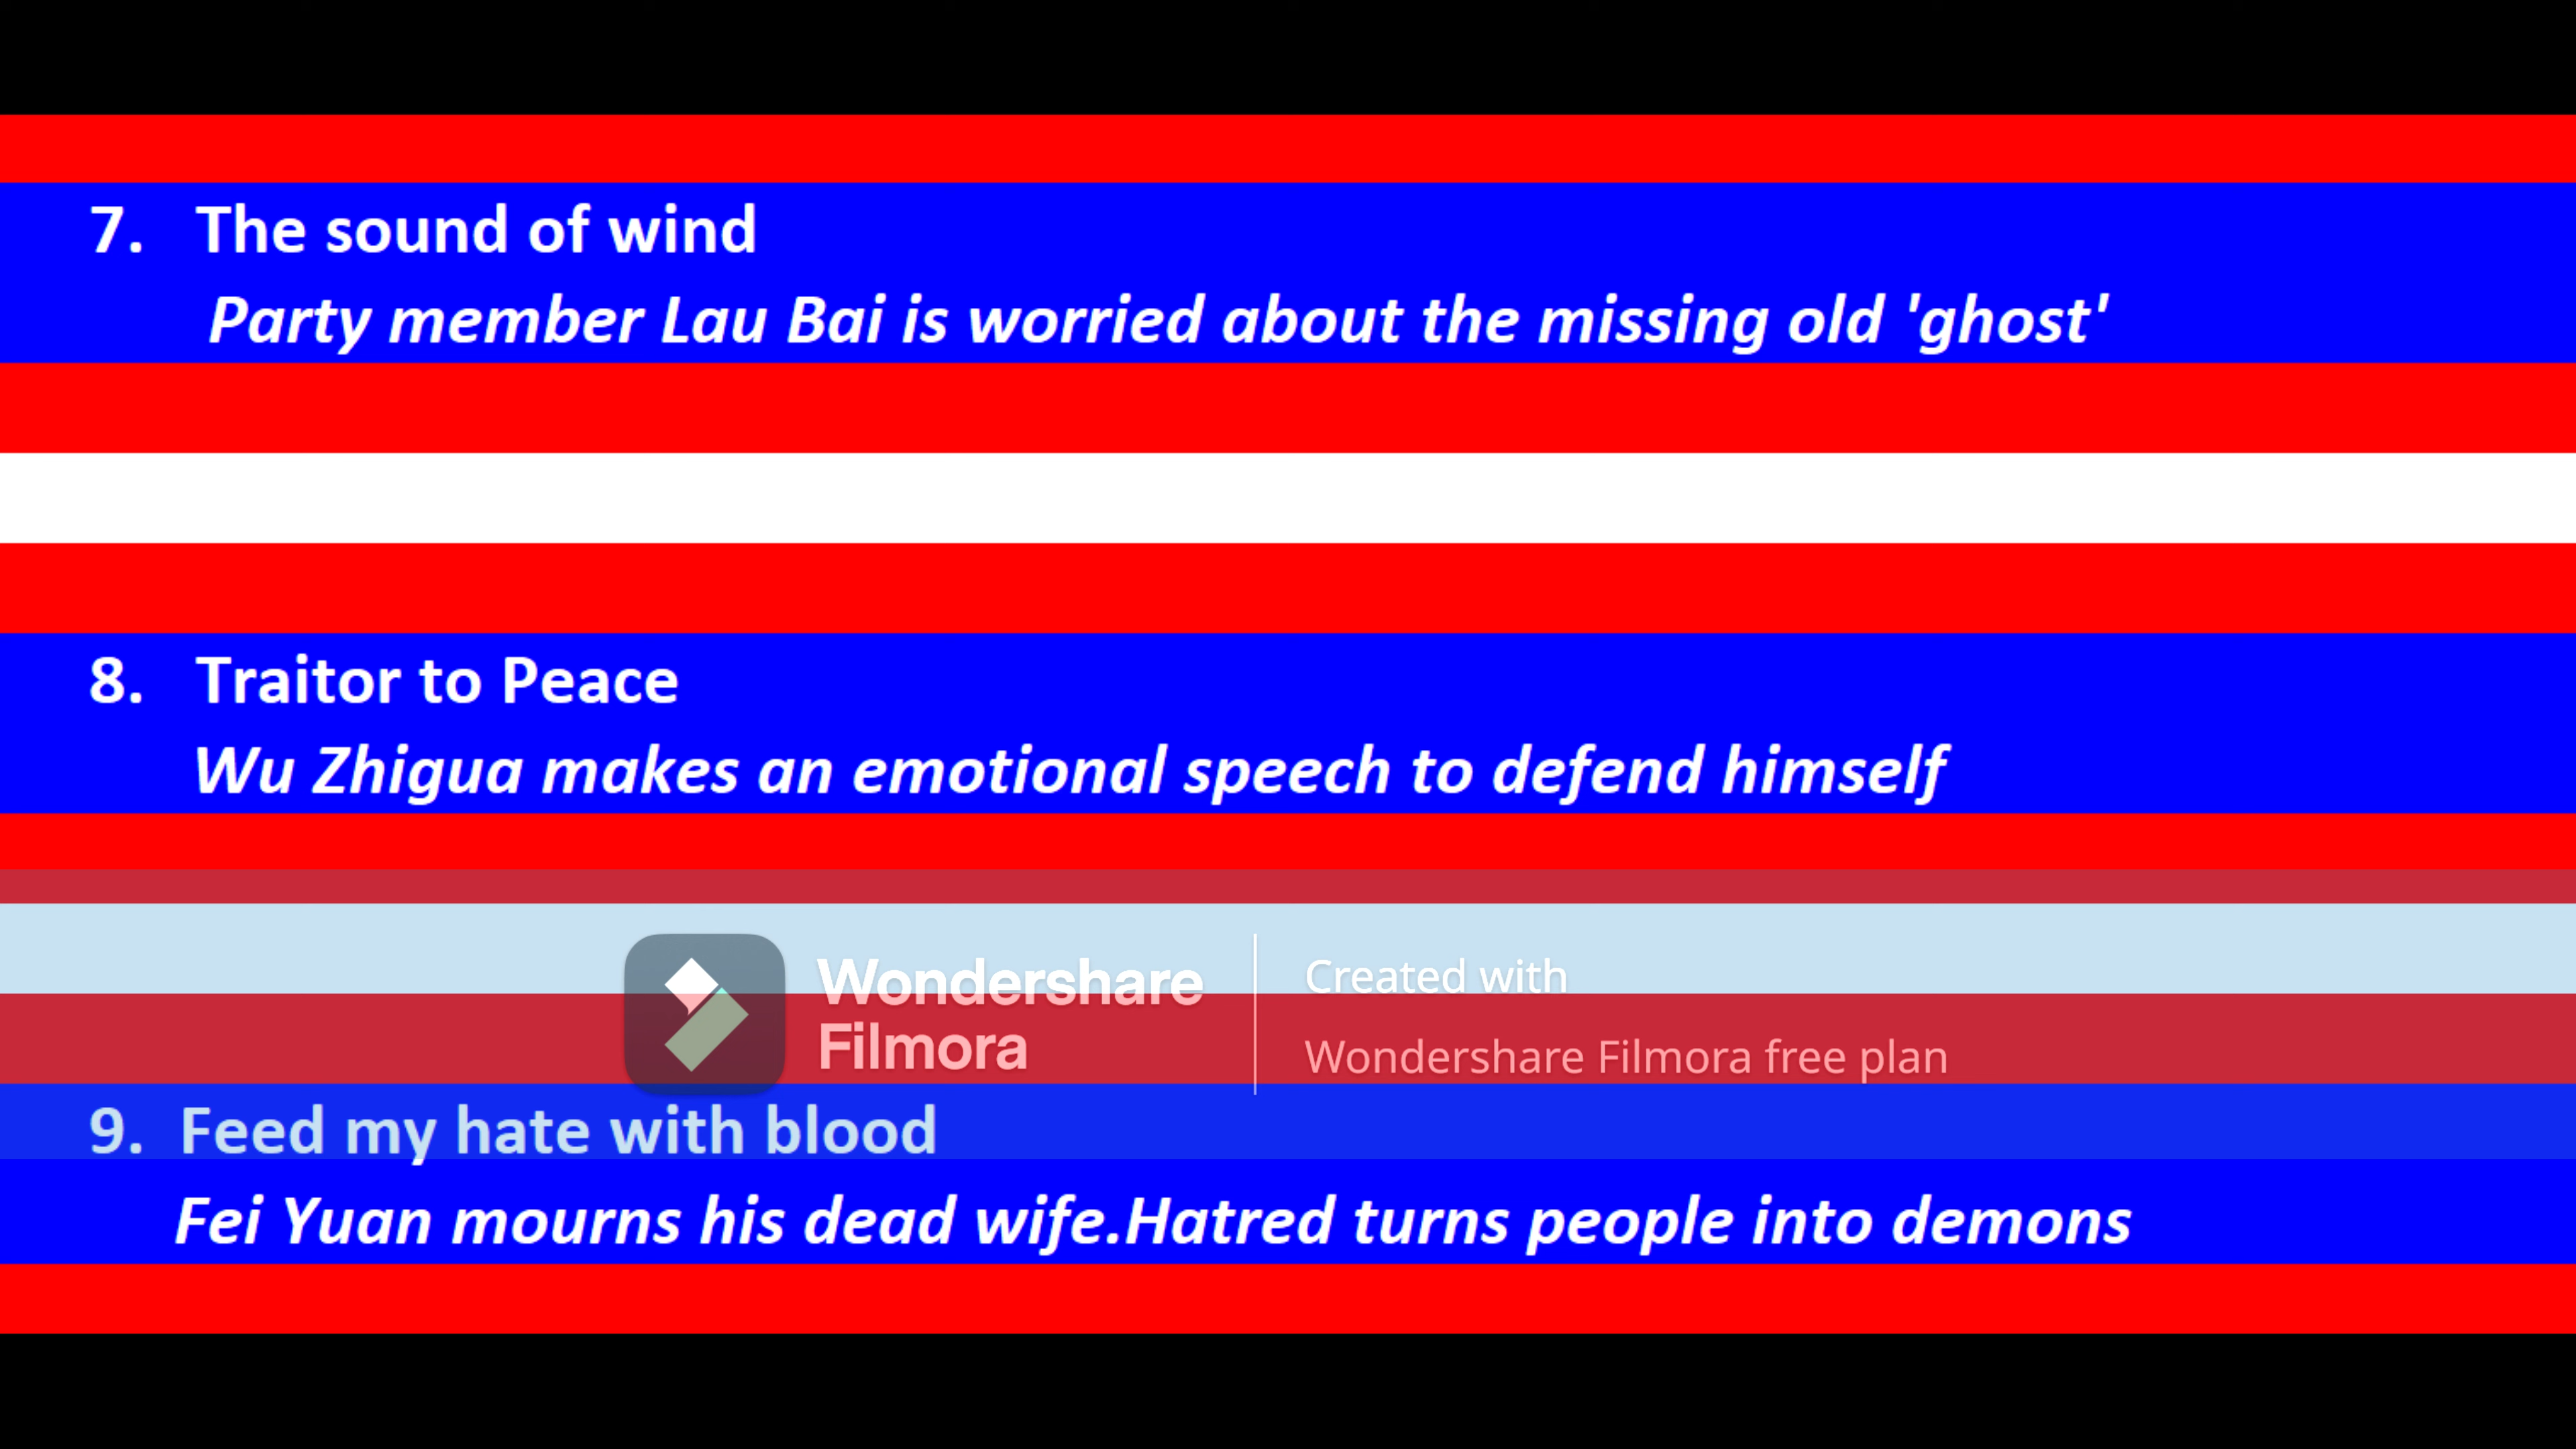 7. The sound of wind
Party member Lau Bai is worried about the missing old 'ghost'
8. Traitor to Peace
Wu Zhigua makes an emotional speech to defend himself
Wondershare
Filmora
Created with
Wondershare Filmora free plan
9. Feed my hate with blood
Fei Yuan mourns his dead wife.Hatred turns people into demons